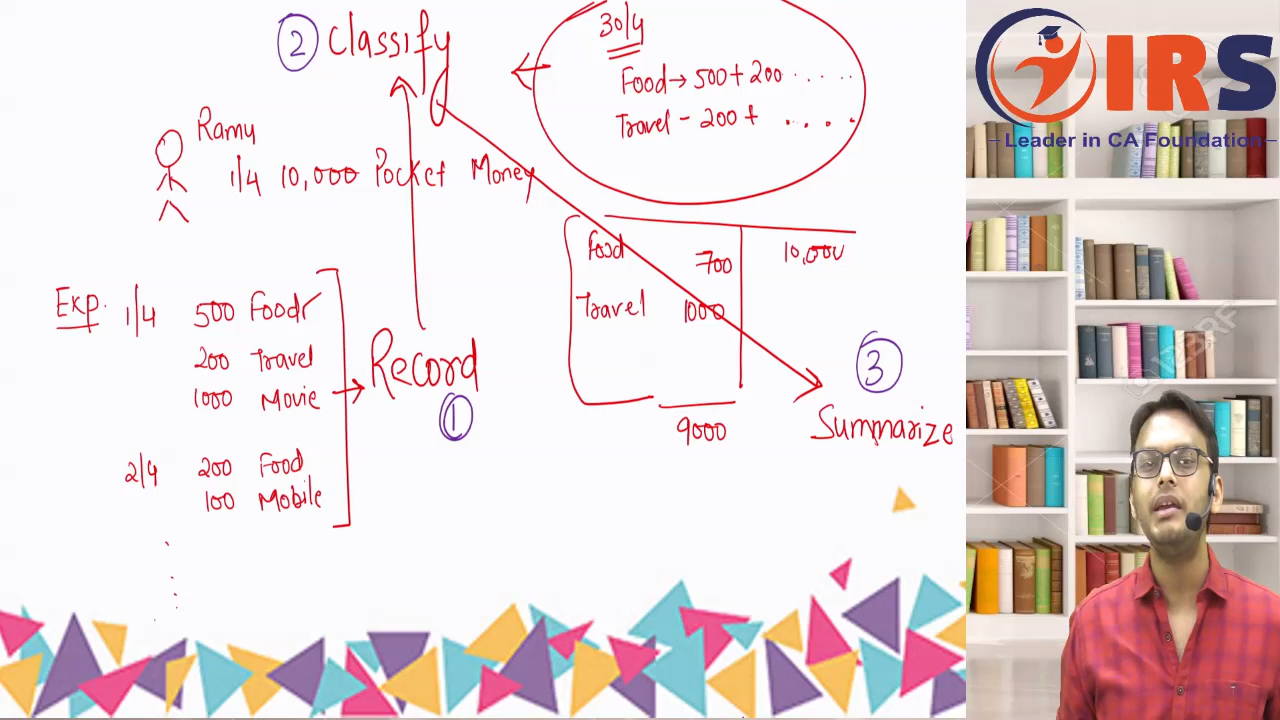 2 Classify
30/4
Food → 500 + 200 .....
Travel - 200 + ....
Ramu
1/4 10,000 Pocket Money
Food 700 10,000
Travel 1000
9000
Exp. 1/4 500 Food
200 Travel
1000 Movie
2/4 200 Food
100 Mobile
Record
1
3
Summarize
IRS
-Leader in CA Foundation-